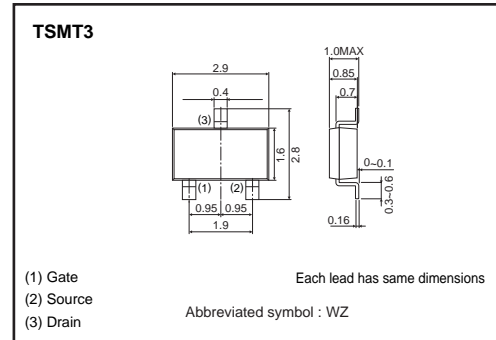 TSMT3
1.0MAX
2.9
0.85
0.4
0.7
(3)
1.6
2.8
0~0.1
(1)
(2)
0.3~0.6
0.95
0.95
0.16
1.9
(1) Gate
Each lead has same dimensions
(2) Source
Abbreviated symbol : WZ
(3) Drain